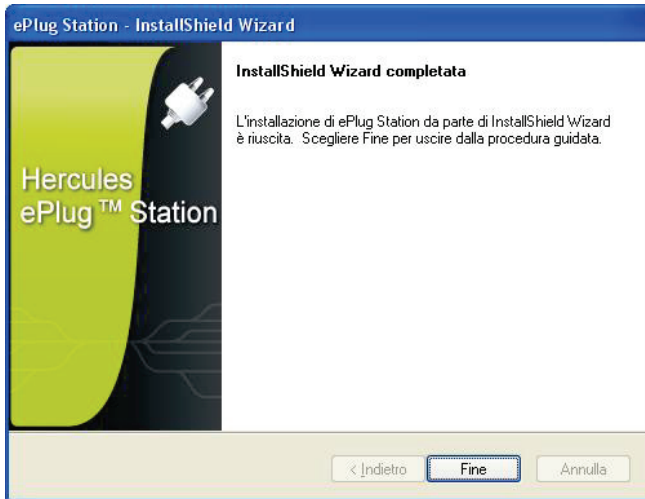 ePlug Station - InstallShield Wizard
InstallShield Wizard completata
L'installazione di ePlug Station da parte di InstallShield Wizard
è riuscita. Scegliere Fine per uscire dalla procedura guidata.
Hercules
ePlug™ Station
< Indietro
Fine
Annulla